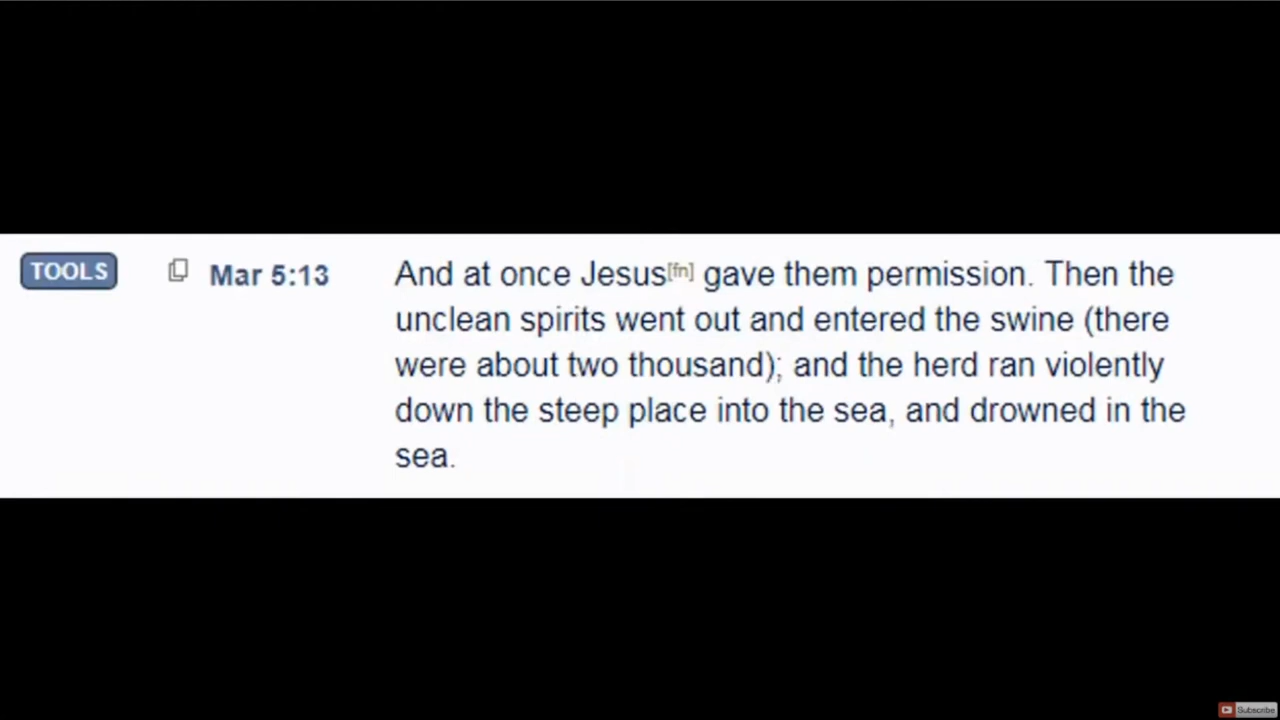 TOOLS Mar 5:13 And at once Jesus[fn] gave them permission. Then the
unclean spirits went out and entered the swine (there
were about two thousand); and the herd ran violently
down the steep place into the sea, and drowned in the
sea.
Subscribe